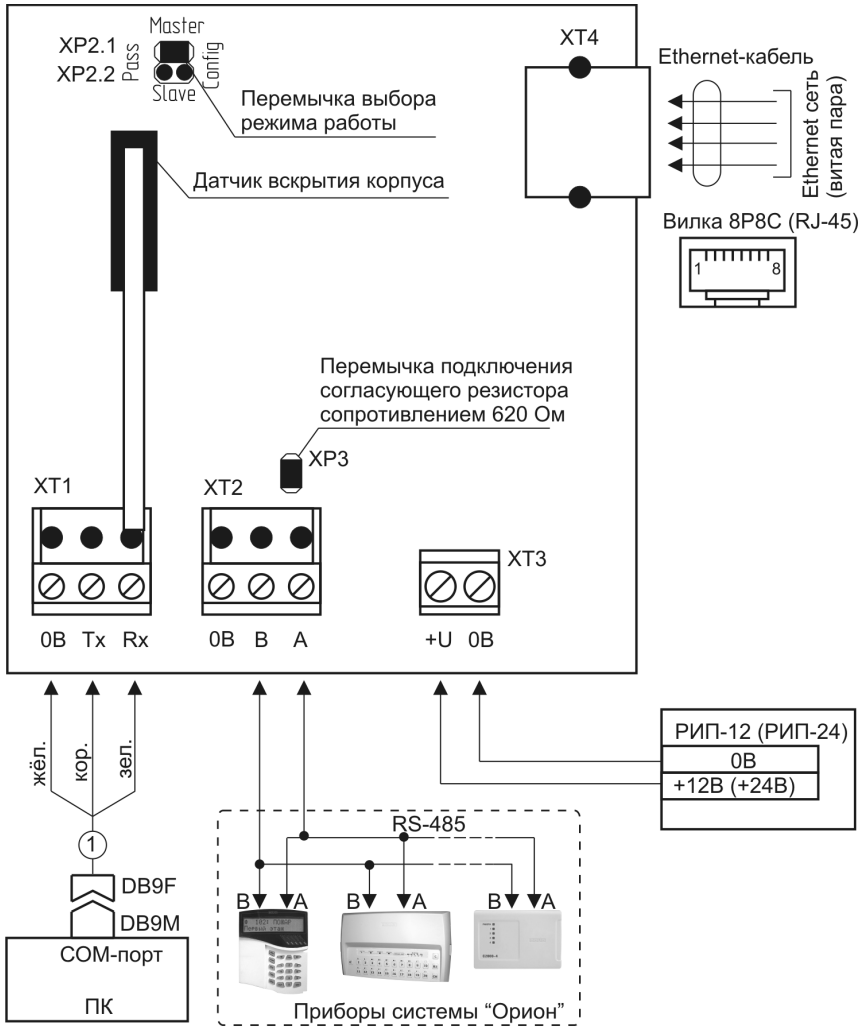 Master
XP2.1
XP2.2
Pass
Config
Slave
Перемычка выбора
режима работы
Датчик вскрытия корпуса
XT4
Ethernet-кабель
Ethernet сеть
(витая пара)
Вилка 8P8C (RJ-45)
1
8
Перемычка подключения
согласующего резистора
сопротивлением 620 Ом
XP3
XT1
XT2
XT3
0В Tx Rx
0В B A
+U 0В
жёл.
кор.
зел.
РИП-12 (РИП-24)
0В
+12В (+24В)
1
RS-485
DB9F
DB9M
B A B A B A
COM-порт
ПК
Приборы системы “Орион”